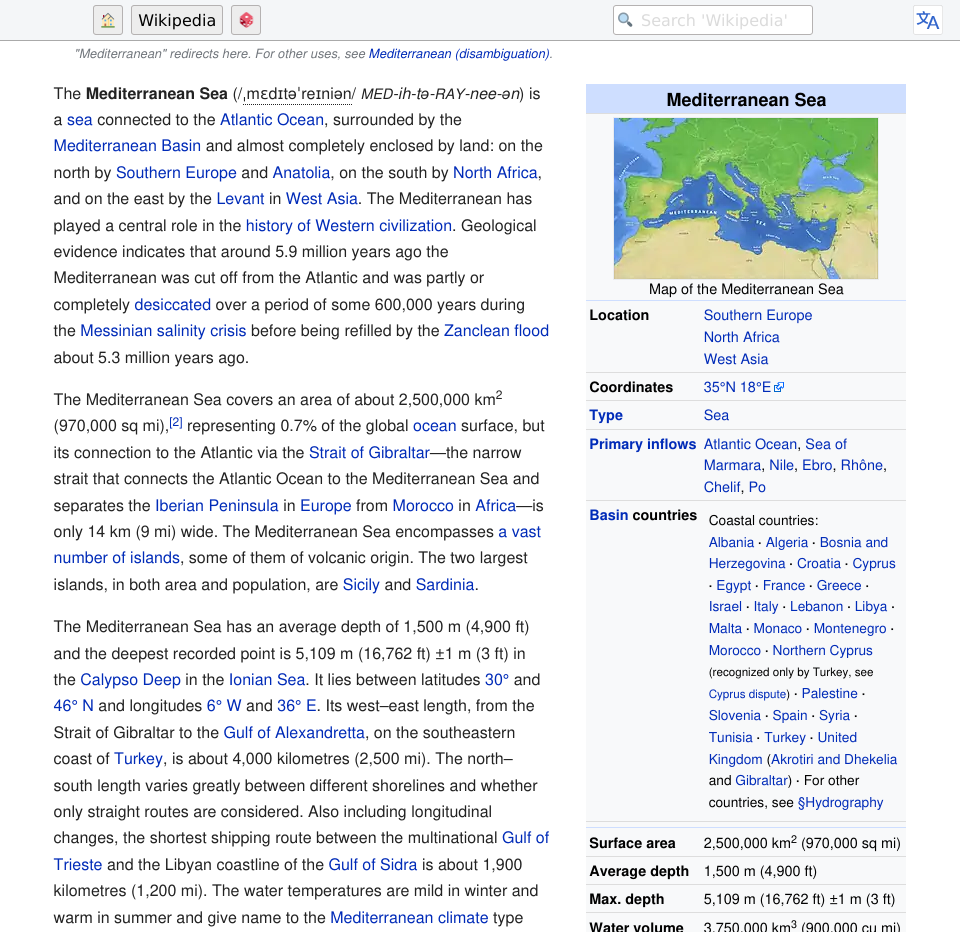 Wikipedia
Search 'Wikipedia'
"Mediterranean" redirects here. For other uses, see Mediterranean (disambiguation).
The Mediterranean Sea (/ˌmɛdɪtəˈreɪniən/ MED-ih-tə-RAY-nee-ən) is
a sea connected to the Atlantic Ocean, surrounded by the
Mediterranean Basin and almost completely enclosed by land: on the
north by Southern Europe and Anatolia, on the south by North Africa,
and on the east by the Levant in West Asia. The Mediterranean has
played a central role in the history of Western civilization. Geological
evidence indicates that around 5.9 million years ago the
Mediterranean was cut off from the Atlantic and was partly or
completely desiccated over a period of some 600,000 years during
the Messinian salinity crisis before being refilled by the Zanclean flood
about 5.3 million years ago.
The Mediterranean Sea covers an area of about 2,500,000 km2
(970,000 sq mi),[2] representing 0.7% of the global ocean surface, but
its connection to the Atlantic via the Strait of Gibraltar—the narrow
strait that connects the Atlantic Ocean to the Mediterranean Sea and
separates the Iberian Peninsula in Europe from Morocco in Africa—is
only 14 km (9 mi) wide. The Mediterranean Sea encompasses a vast
number of islands, some of them of volcanic origin. The two largest
islands, in both area and population, are Sicily and Sardinia.
The Mediterranean Sea has an average depth of 1,500 m (4,900 ft)
and the deepest recorded point is 5,109 m (16,762 ft) ±1 m (3 ft) in
the Calypso Deep in the Ionian Sea. It lies between latitudes 30° and
46° N and longitudes 6° W and 36° E. Its west–east length, from the
Strait of Gibraltar to the Gulf of Alexandretta, on the southeastern
coast of Turkey, is about 4,000 kilometres (2,500 mi). The north–
south length varies greatly between different shorelines and whether
only straight routes are considered. Also including longitudinal
changes, the shortest shipping route between the multinational Gulf of
Trieste and the Libyan coastline of the Gulf of Sidra is about 1,900
kilometres (1,200 mi). The water temperatures are mild in winter and
warm in summer and give name to the Mediterranean climate type
Mediterranean Sea
MEDITERRANEAN SEA
Map of the Mediterranean Sea
Location Southern Europe
North Africa
West Asia
Coordinates 35°N 18°E
Type Sea
Primary inflows Atlantic Ocean, Sea of
Marmara, Nile, Ebro, Rhône,
Chelif, Po
Basin countries Coastal countries:
Albania · Algeria · Bosnia and
Herzegovina · Croatia · Cyprus
· Egypt · France · Greece ·
Israel · Italy · Lebanon · Libya ·
Malta · Monaco · Montenegro ·
Morocco · Northern Cyprus
(recognized only by Turkey, see
Cyprus dispute) · Palestine ·
Slovenia · Spain · Syria ·
Tunisia · Turkey · United
Kingdom (Akrotiri and Dhekelia
and Gibraltar) · For other
countries, see §Hydrography
Surface area 2,500,000 km2 (970,000 sq mi)
Average depth 1,500 m (4,900 ft)
Max. depth 5,109 m (16,762 ft) ±1 m (3 ft)
Water volume 3,750,000 km3 (900,000 cu mi)